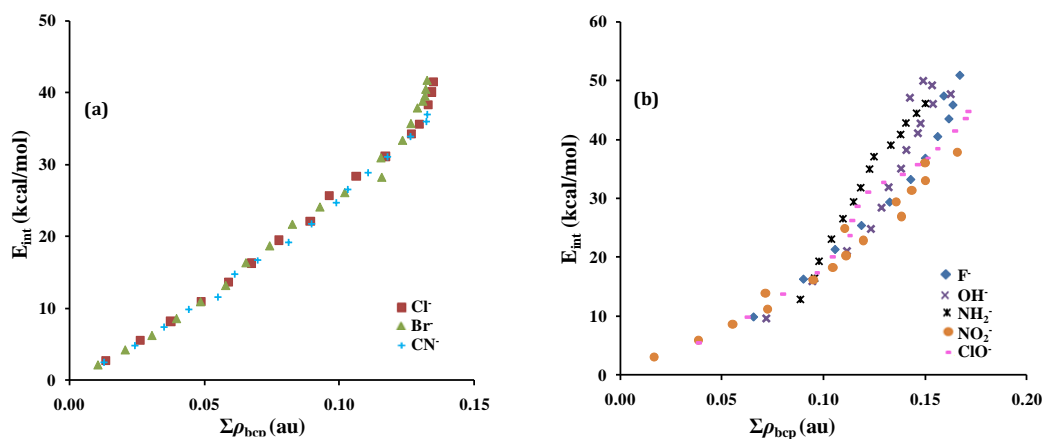 (a)
E_int (kcal/mol)
50
40
30
20
10
0
0.00 0.05 0.10 0.15
Σρ_bcp (au)
Cl⁻
Br⁻
CN⁻
(b)
E_int (kcal/mol)
60
50
40
30
20
10
0
0.00 0.05 0.10 0.15 0.20
Σρ_bcp (au)
F⁻
OH⁻
NH₂⁻
NO₂⁻
ClO⁻